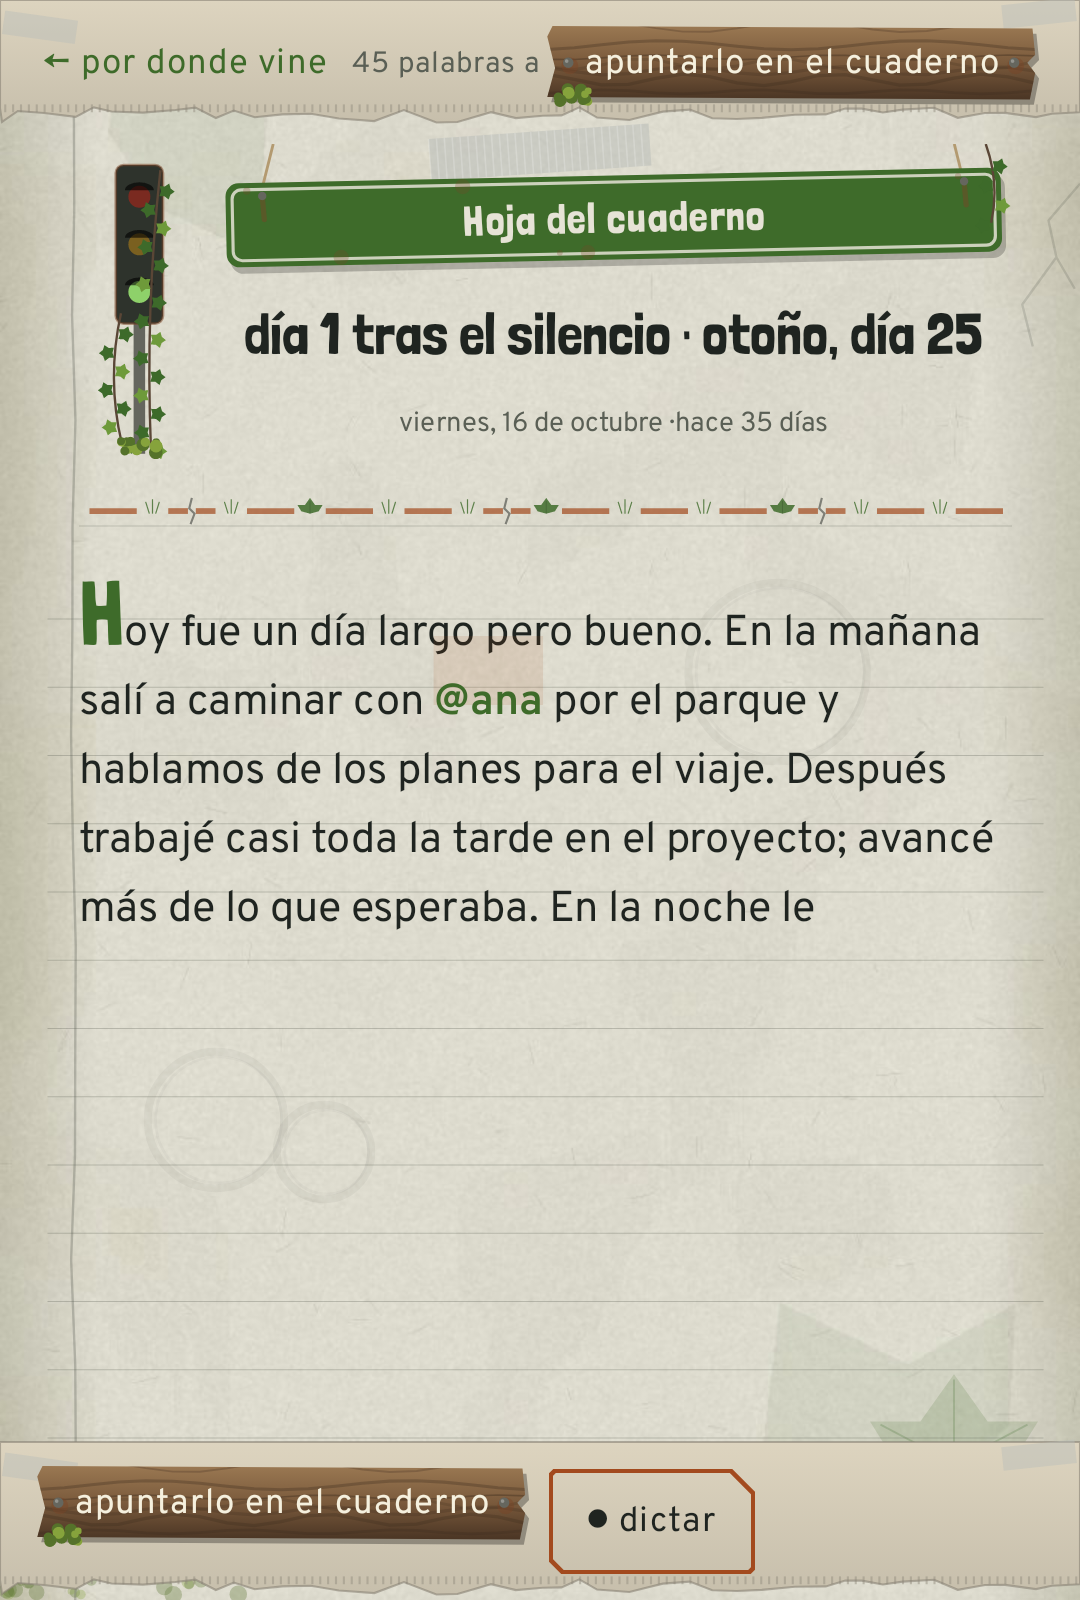 ← por donde vine 45 palabras a apuntarlo en el cuaderno
Hoja del cuaderno
día 1 tras el silencio · otoño, día 25
viernes, 16 de octubre ·hace 35 días
Hoy fue un día largo pero bueno. En la mañana
salí a caminar con @ana por el parque y
hablamos de los planes para el viaje. Después
trabajé casi toda la tarde en el proyecto; avancé
más de lo que esperaba. En la noche le
apuntarlo en el cuaderno ● dictar